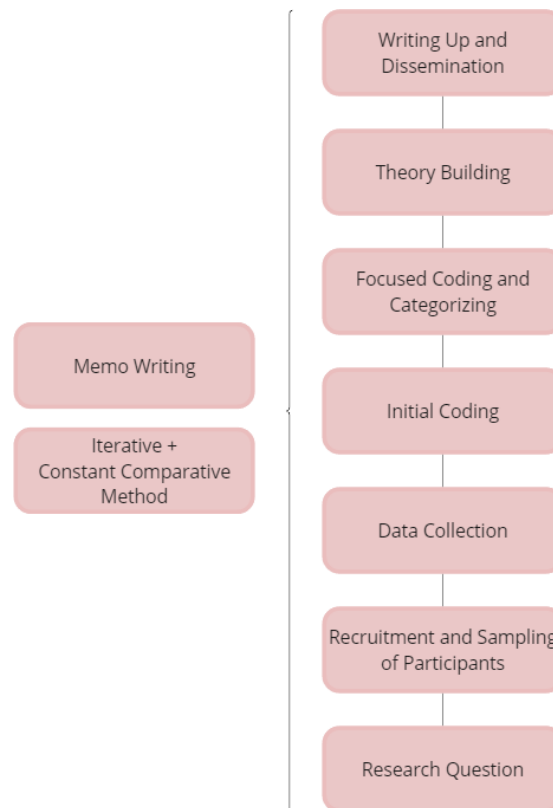 Writing Up and
Dissemination
Theory Building
Focused Coding and
Categorizing
Memo Writing
Initial Coding
Iterative +
Constant Comparative
Method
Data Collection
Recruitment and Sampling
of Participants
Research Question